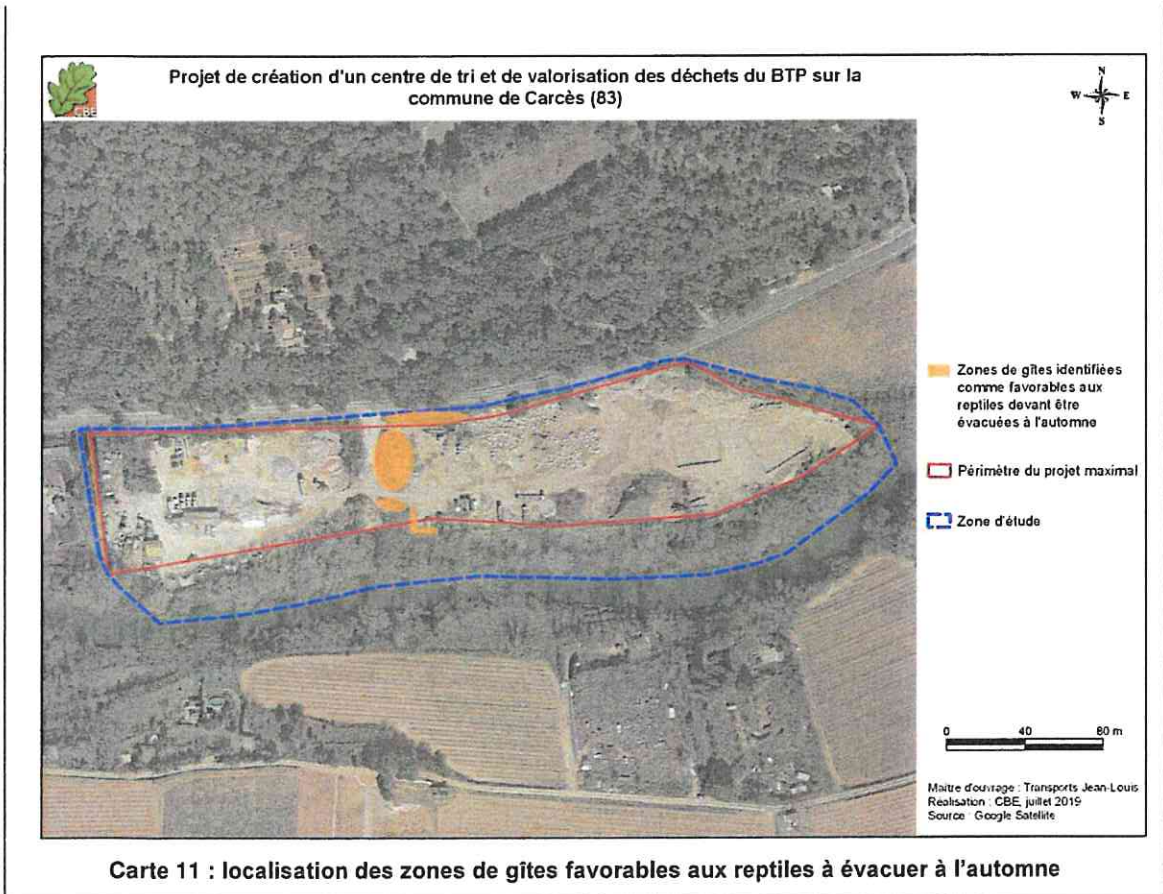 CBE
Projet de création d'un centre de tri et de valorisation des déchets du BTP sur la
commune de Carcès (83)
N
W E
S
Zones de gîtes identifiées
comme favorables aux
reptiles devant être
évacuées à l'automne
Périmètre du projet maximal
Zone d'étude
0 40 80 m
Maître d'ouvrage : Transports Jean-Louis
Réalisation : CBE, juillet 2019
Source : Google Satellite
Carte 11 : localisation des zones de gîtes favorables aux reptiles à évacuer à l'automne